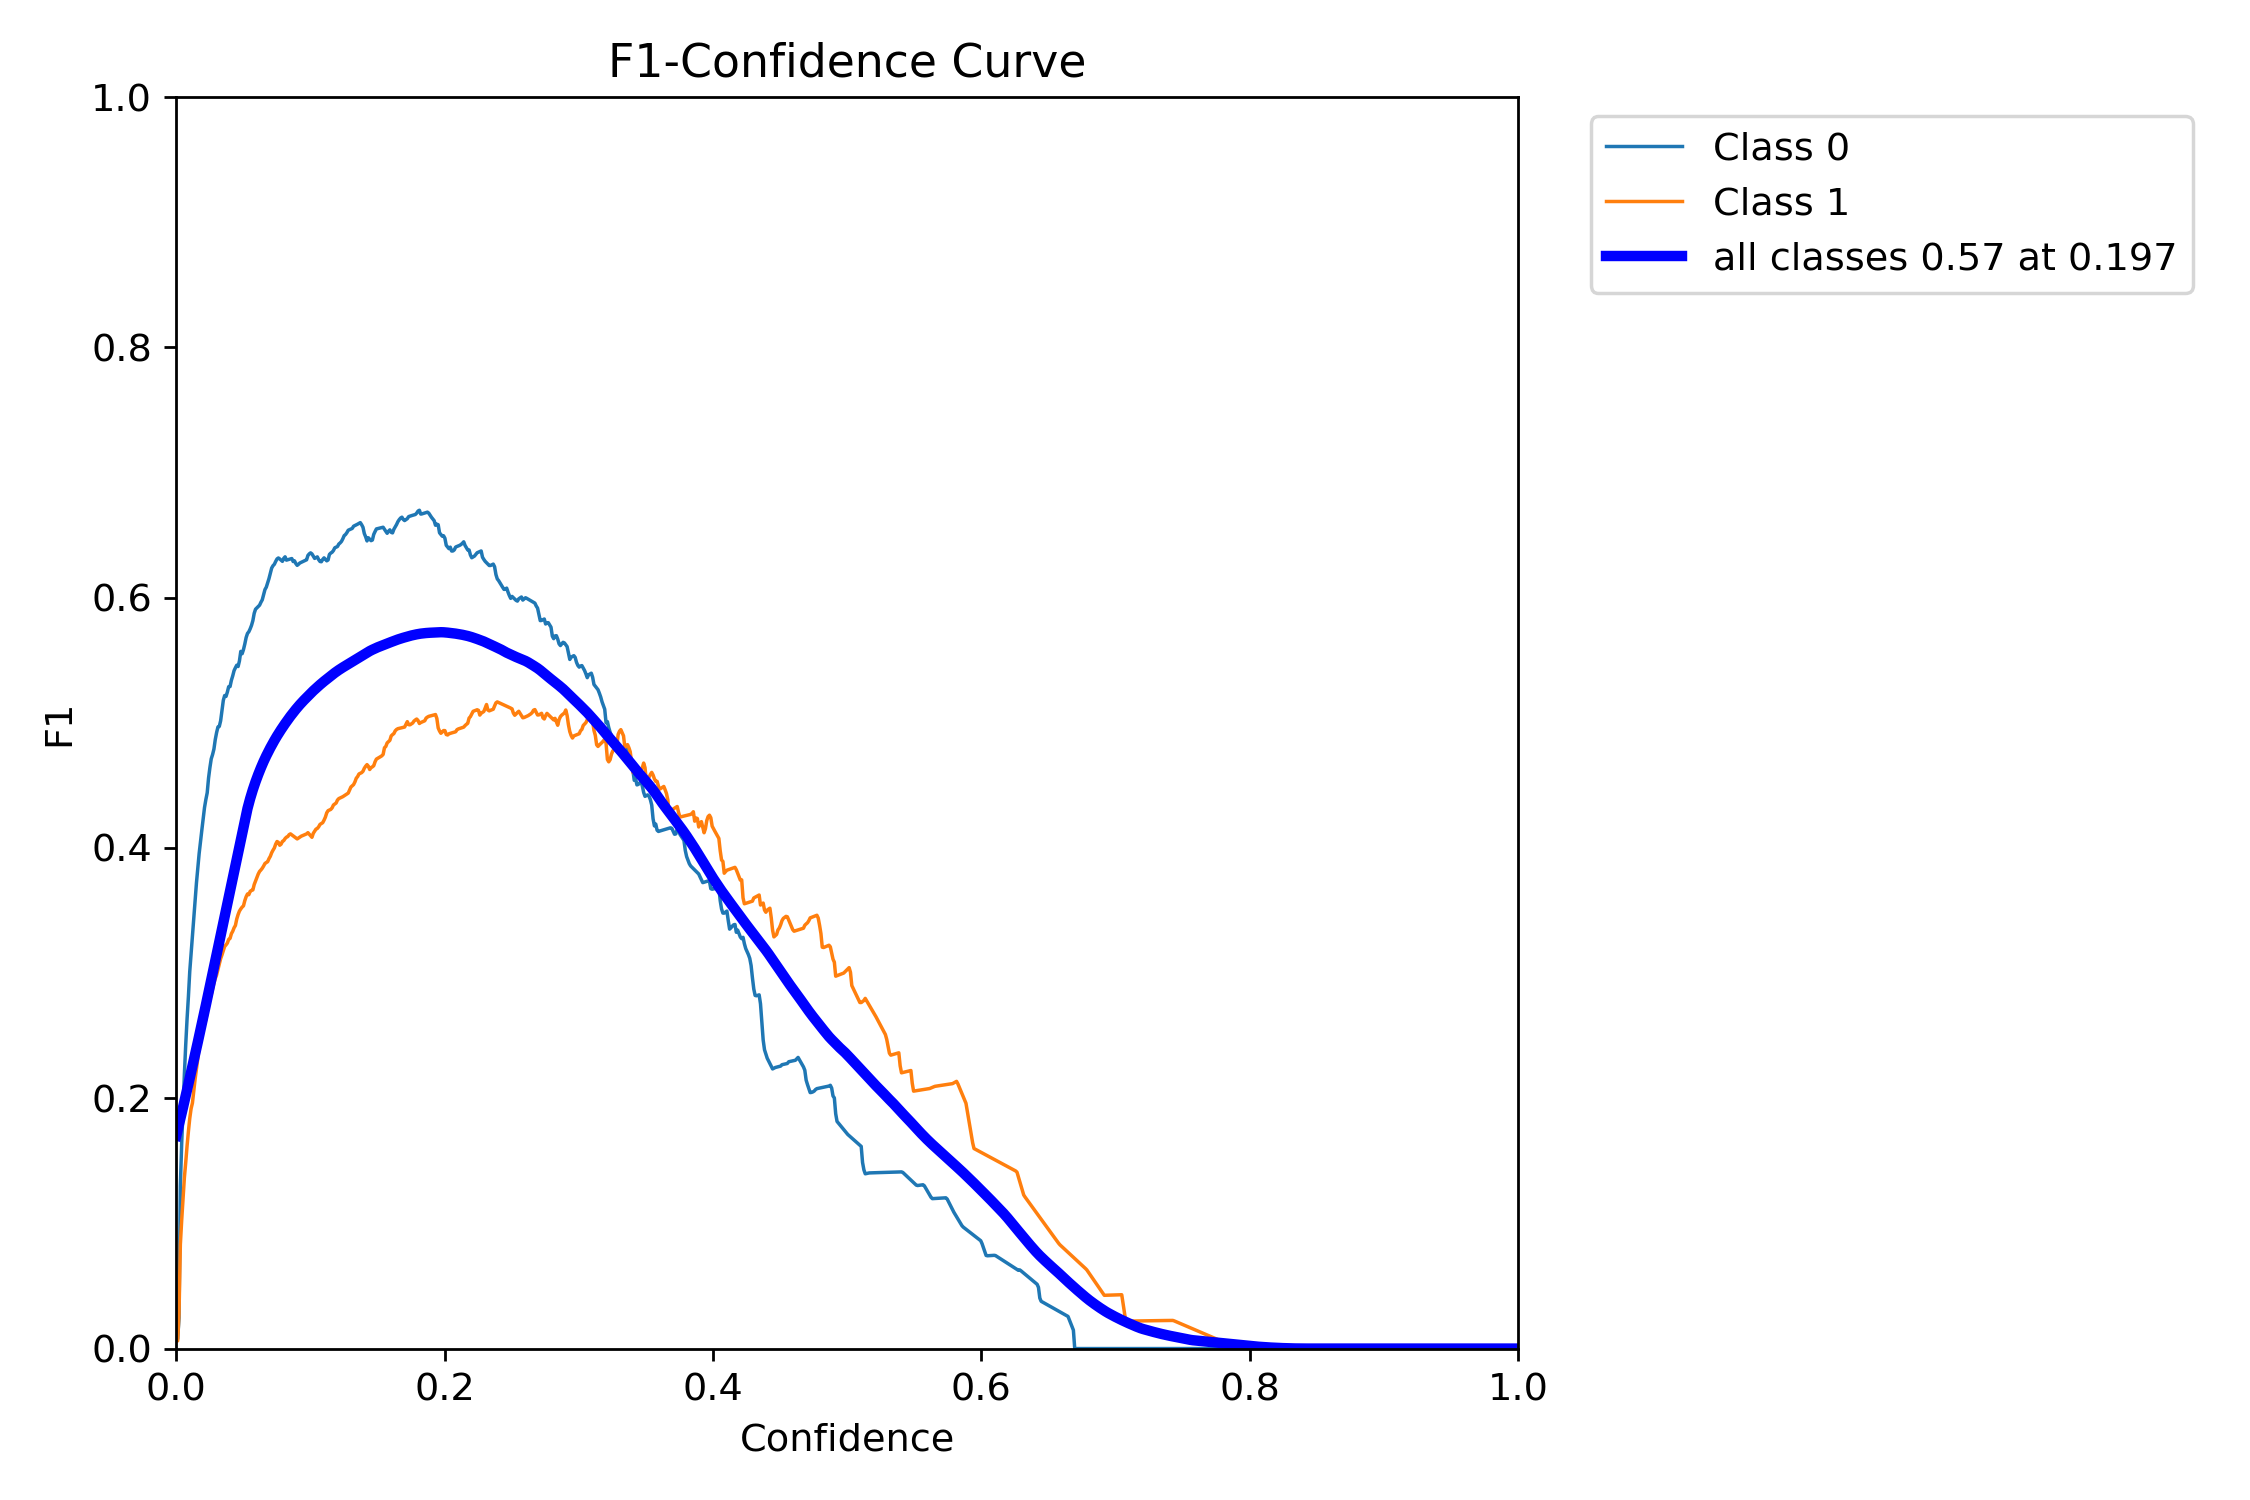 F1-Confidence Curve
1.0
0.8
0.6
0.4
0.2
0.0
F1
0.0 0.2 0.4 0.6 0.8 1.0
Confidence
Class 0
Class 1
all classes 0.57 at 0.197